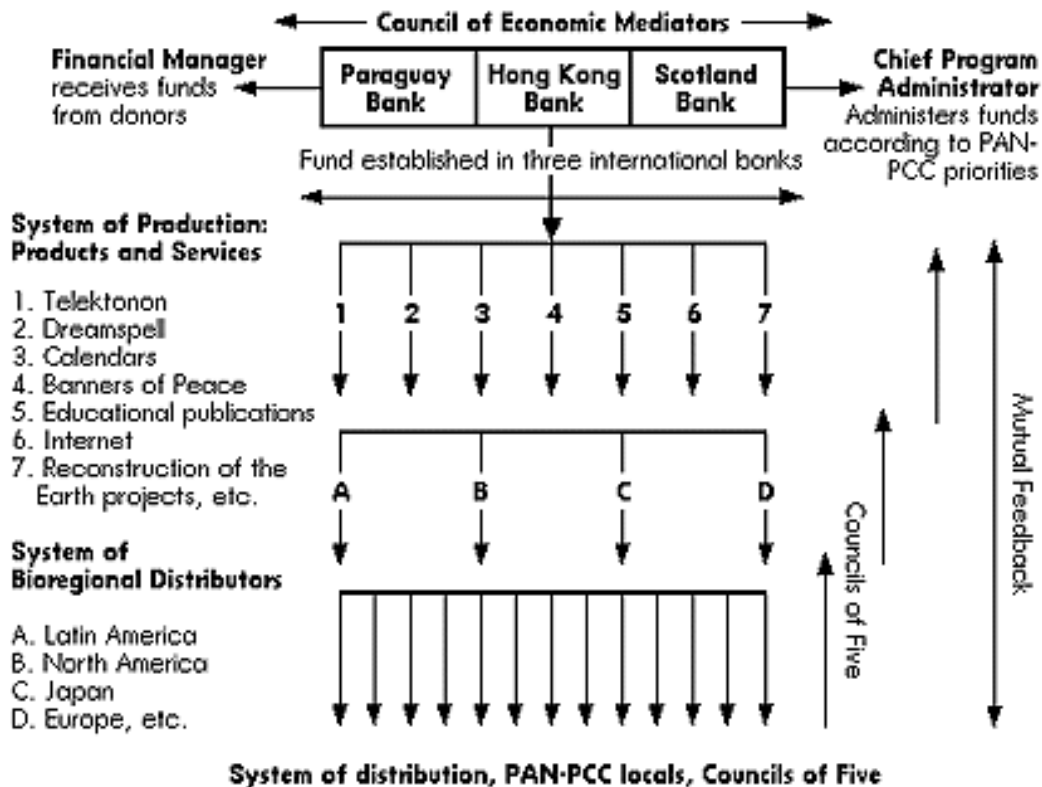 Council of Economic Mediators
Financial Manager
receives funds
from donors
Paraguay
Bank
Hong Kong
Bank
Scotland
Bank
Chief Program
Administrator
Administers funds
according to PAN-
PCC priorities
Fund established in three international banks
System of Production:
Products and Services
1. Telektonon
2. Dreamspell
3. Calendars
4. Banners of Peace
5. Educational publications
6. Internet
7. Reconstruction of the
Earth projects, etc.
1 2 3 4 5 6 7
A B C D
System of
Bioregional Distributors
A. Latin America
B. North America
C. Japan
D. Europe, etc.
Councils of Five
Mutual Feedback
System of distribution, PAN-PCC locals, Councils of Five